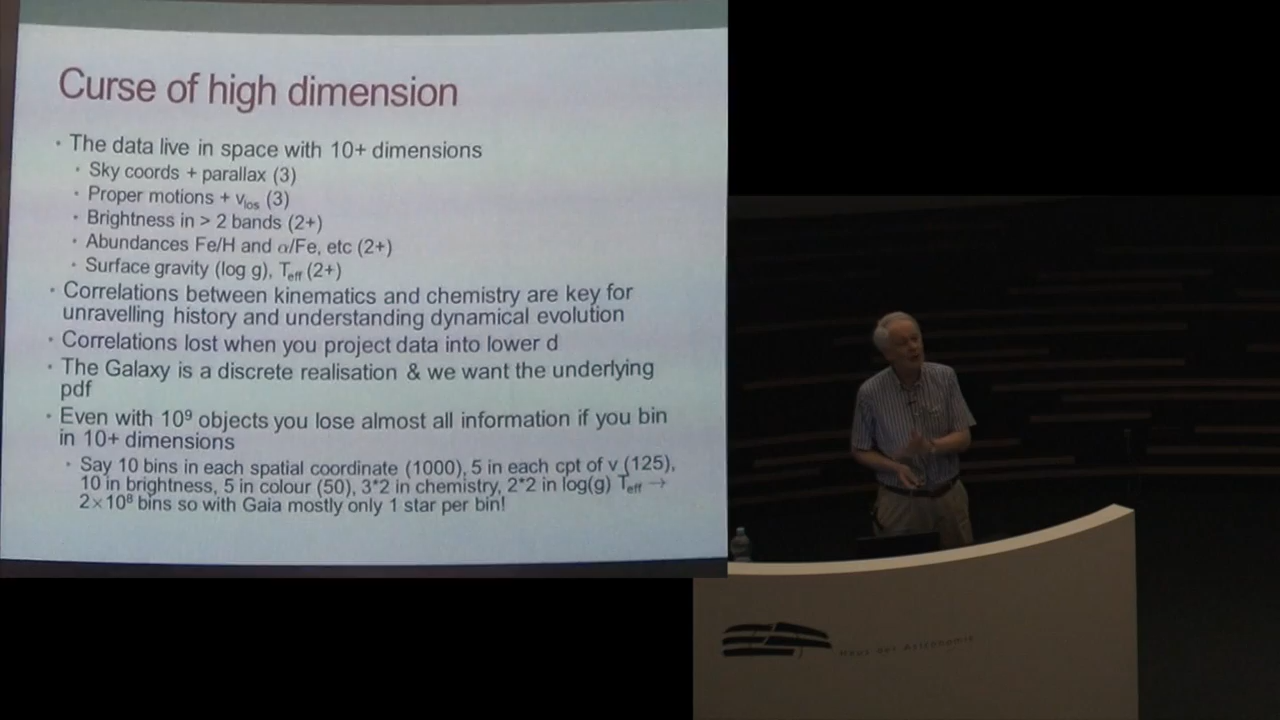 Curse of high dimension
• The data live in space with 10+ dimensions
• Sky coords + parallax (3)
• Proper motions + vlos (3)
• Brightness in > 2 bands (2+)
• Abundances Fe/H and α/Fe, etc (2+)
• Surface gravity (log g), Teff (2+)
• Correlations between kinematics and chemistry are key for
unravelling history and understanding dynamical evolution
• Correlations lost when you project data into lower d
• The Galaxy is a discrete realisation & we want the underlying
pdf
• Even with 10⁹ objects you lose almost all information if you bin
in 10+ dimensions
• Say 10 bins in each spatial coordinate (1000), 5 in each cpt of v (125),
10 in brightness, 5 in colour (50), 3*2 in chemistry, 2*2 in log(g) Teff →
2×10⁸ bins so with Gaia mostly only 1 star per bin!
Haus der Astronomie